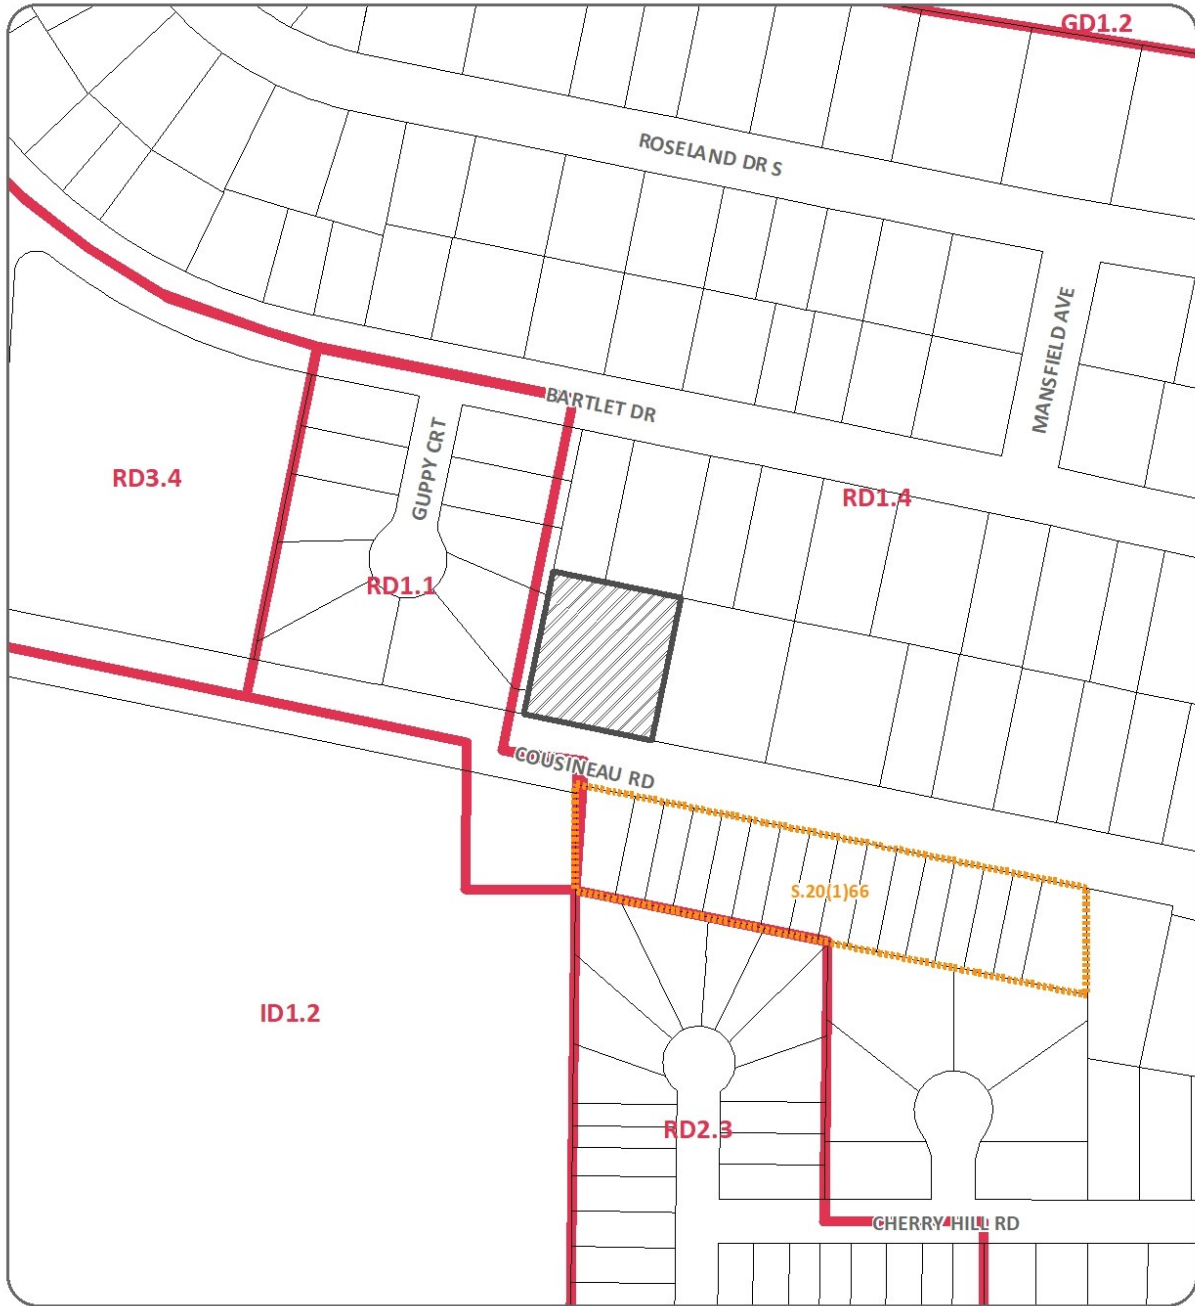 GD1.2
ROSELAND DR S
MANSFIELD AVE
BARTLET DR
GUPPY CRT
RD3.4
RD1.4
RD1.1
COUSINEAU RD
S.20(1)66
ID1.2
RD2.3
CHERRY HILL RD